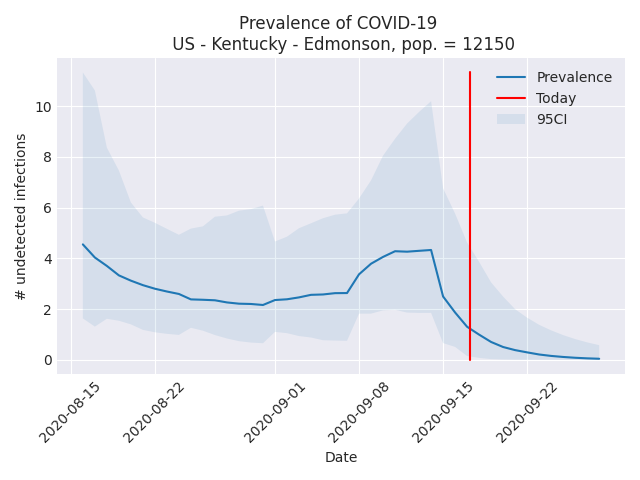 Prevalence of COVID-19
US - Kentucky - Edmonson, pop. = 12150
Prevalence
Today
95CI
# undetected infections
10
8
6
4
2
0
2020-08-15
2020-08-22
2020-09-01
2020-09-08
2020-09-15
2020-09-22
Date